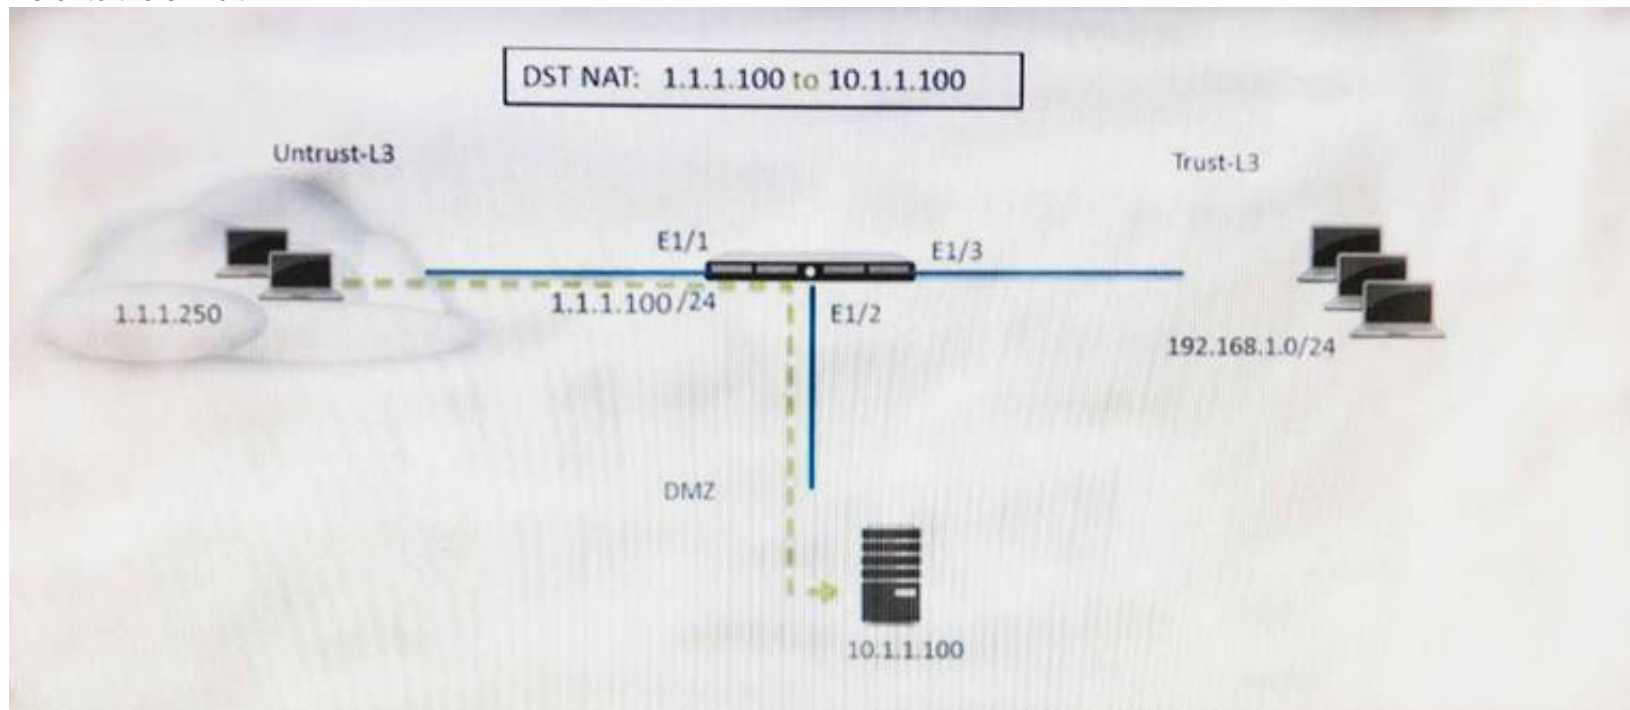 DST NAT: 1.1.1.100 to 10.1.1.100
Untrust-L3
Trust-L3
E1/1
E1/3
1.1.1.250
1.1.1.100/24
E1/2
192.168.1.0/24
DMZ
10.1.1.100